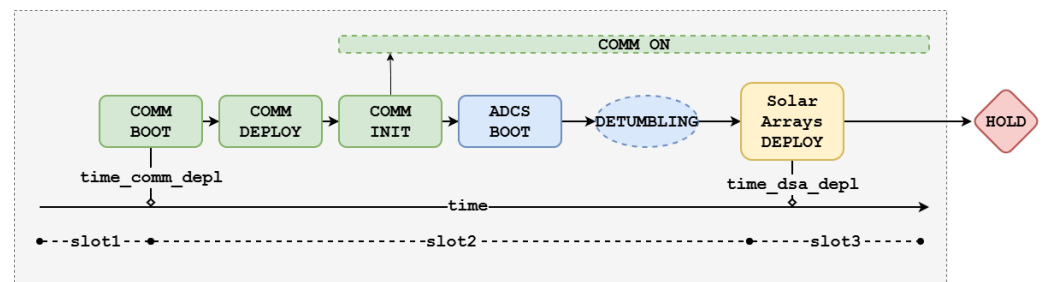 COMM ON
COMM
BOOT
COMM
DEPLOY
COMM
INIT
ADCS
BOOT
DETUMBLING
Solar
Arrays
DEPLOY
HOLD
time_comm_depl
time_dsa_depl
time
slot1
slot2
slot3